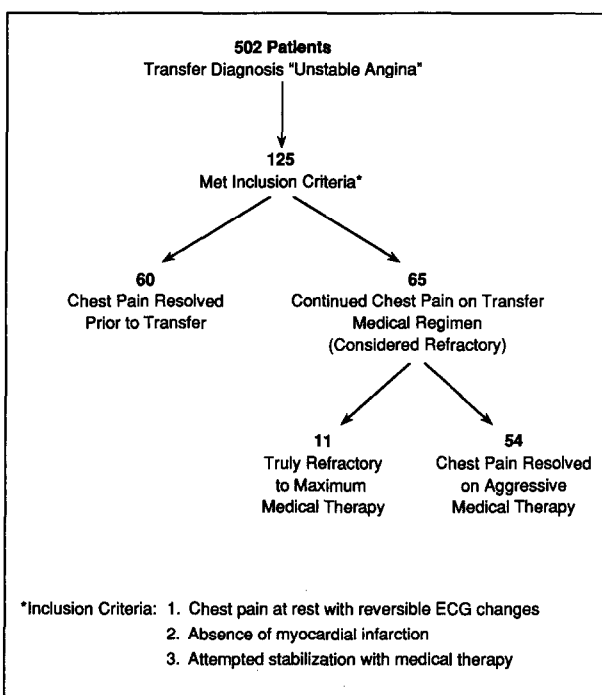 502 Patients
Transfer Diagnosis "Unstable Angina"
125
Met Inclusion Criteria*
60
Chest Pain Resolved
Prior to Transfer
65
Continued Chest Pain on Transfer
Medical Regimen
(Considered Refractory)
11
Truly Refractory
to Maximum
Medical Therapy
54
Chest Pain Resolved
on Aggressive
Medical Therapy
*Inclusion Criteria: 1. Chest pain at rest with reversible ECG changes
2. Absence of myocardial infarction
3. Attempted stabilization with medical therapy